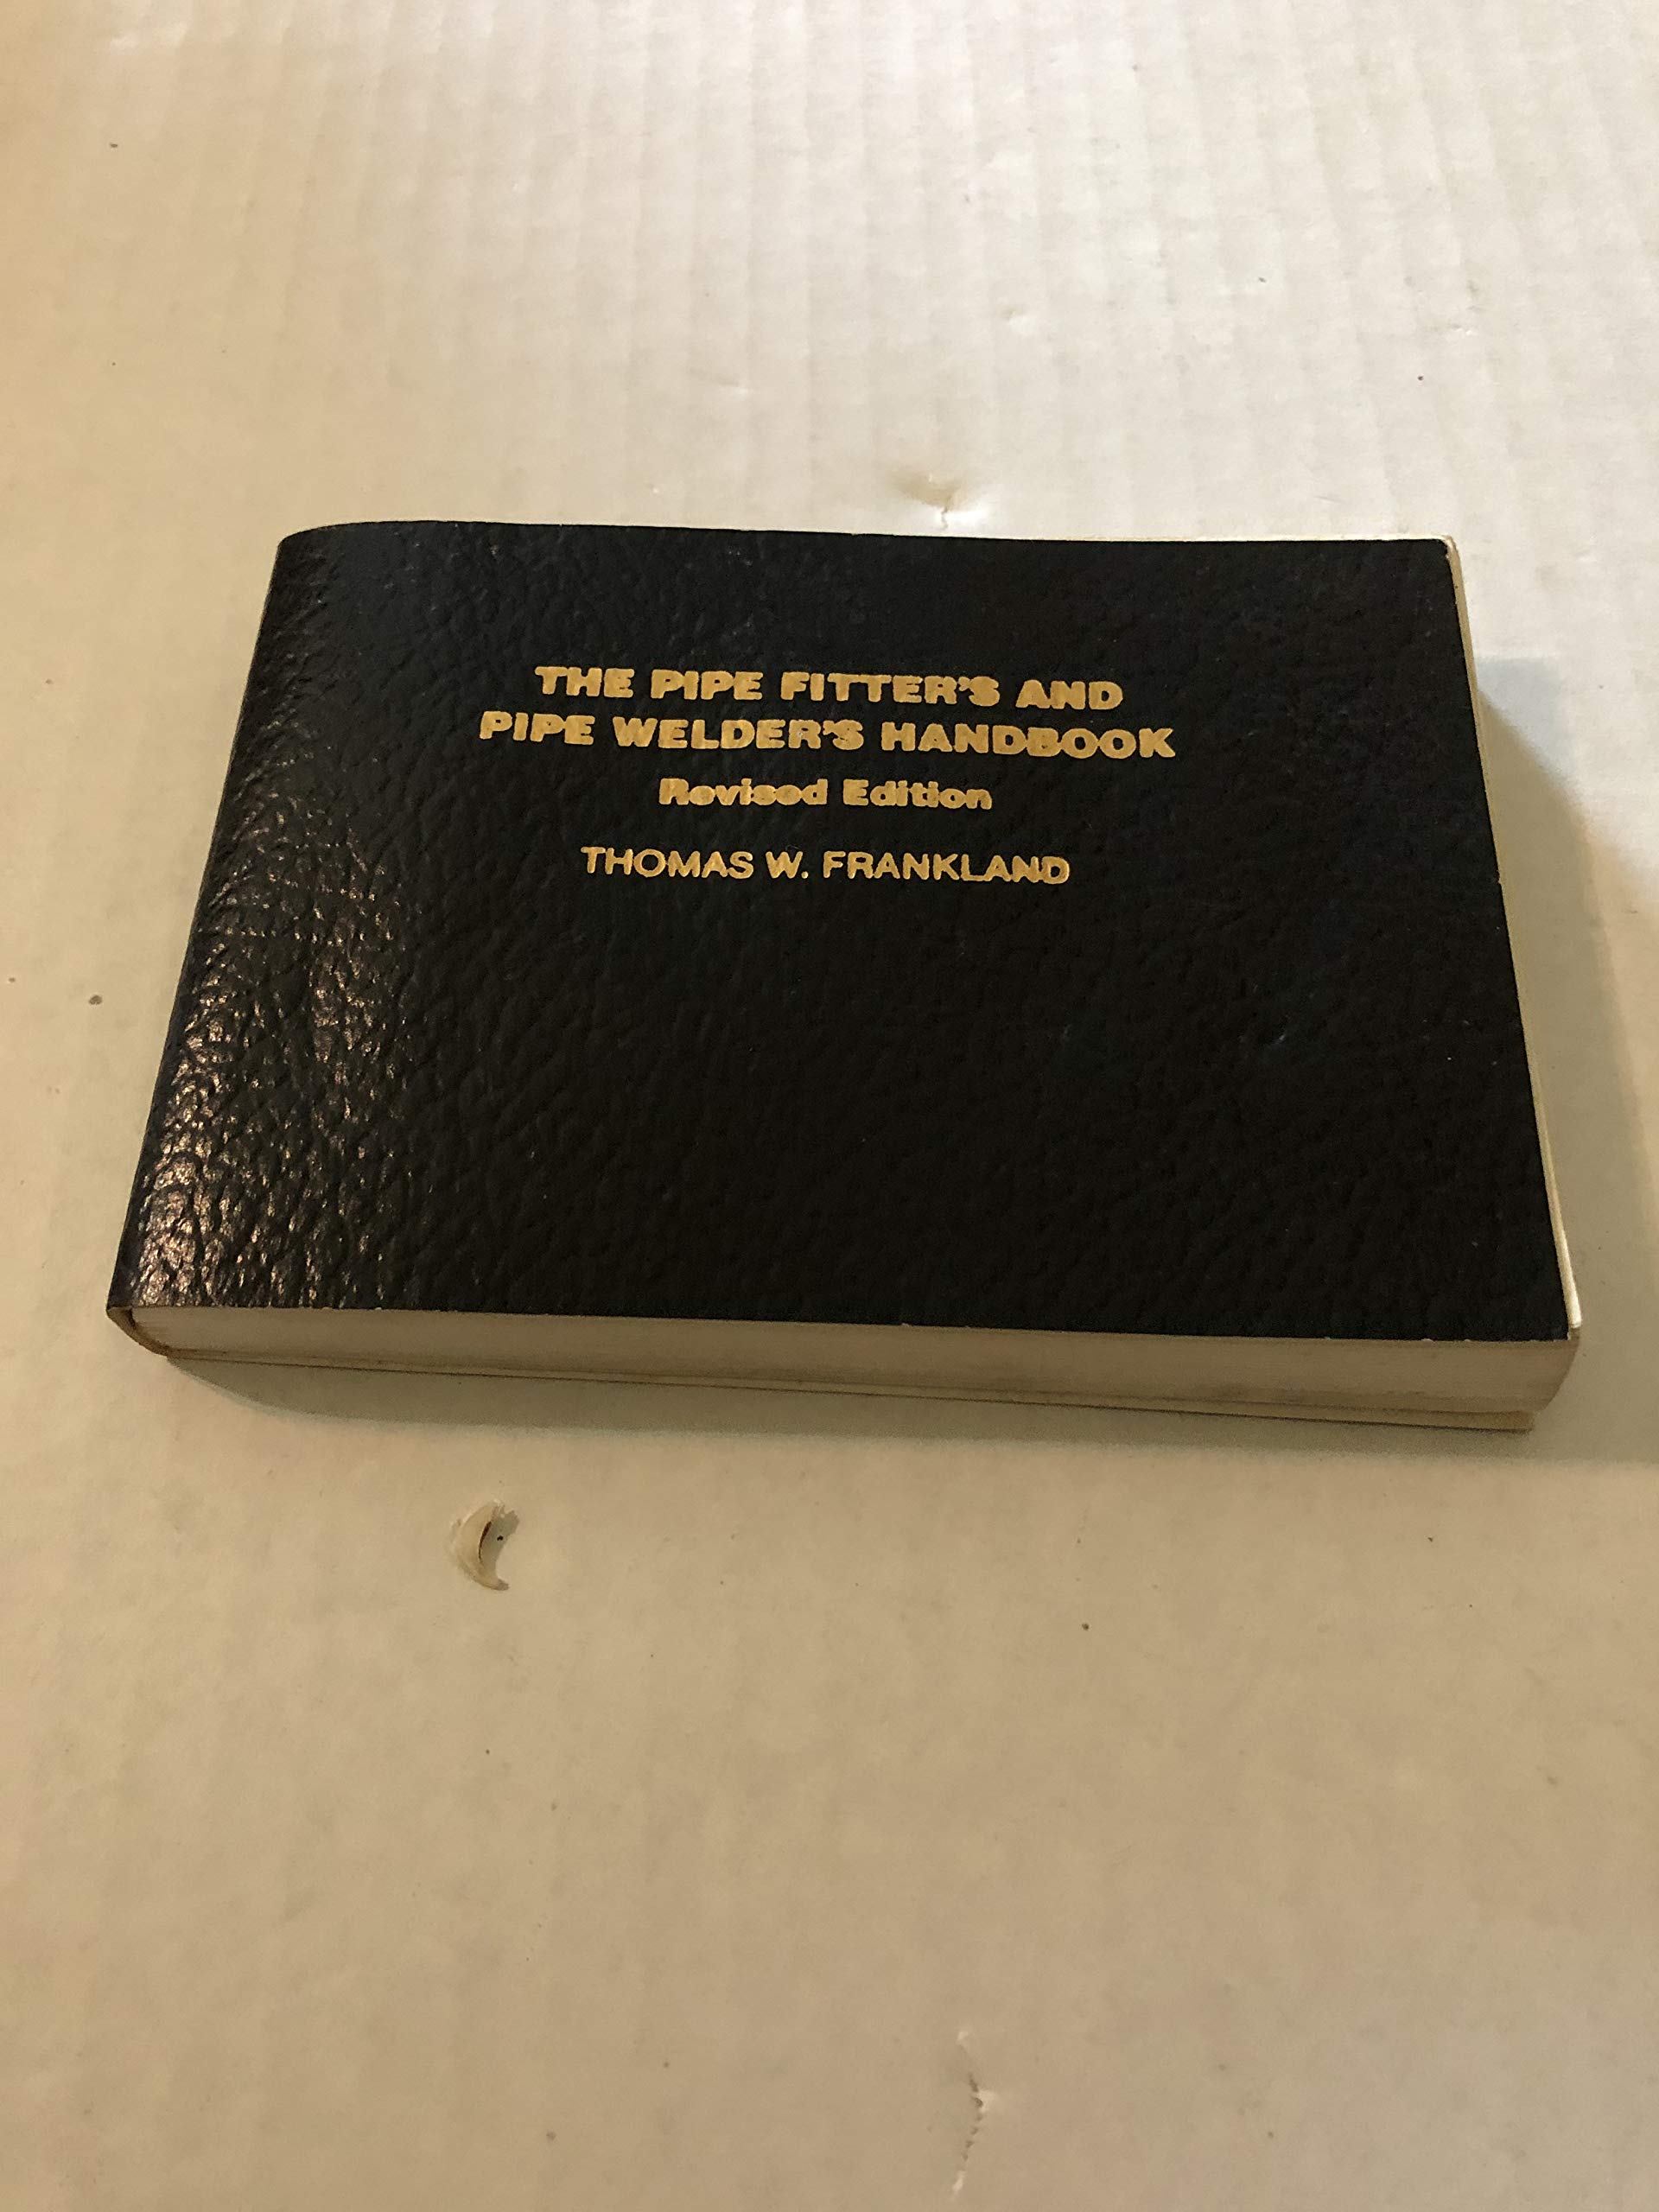 THE PIPE FITTER'S AND
PIPE WELDER'S HANDBOOK
Revised Edition
THOMAS W. FRANKLAND